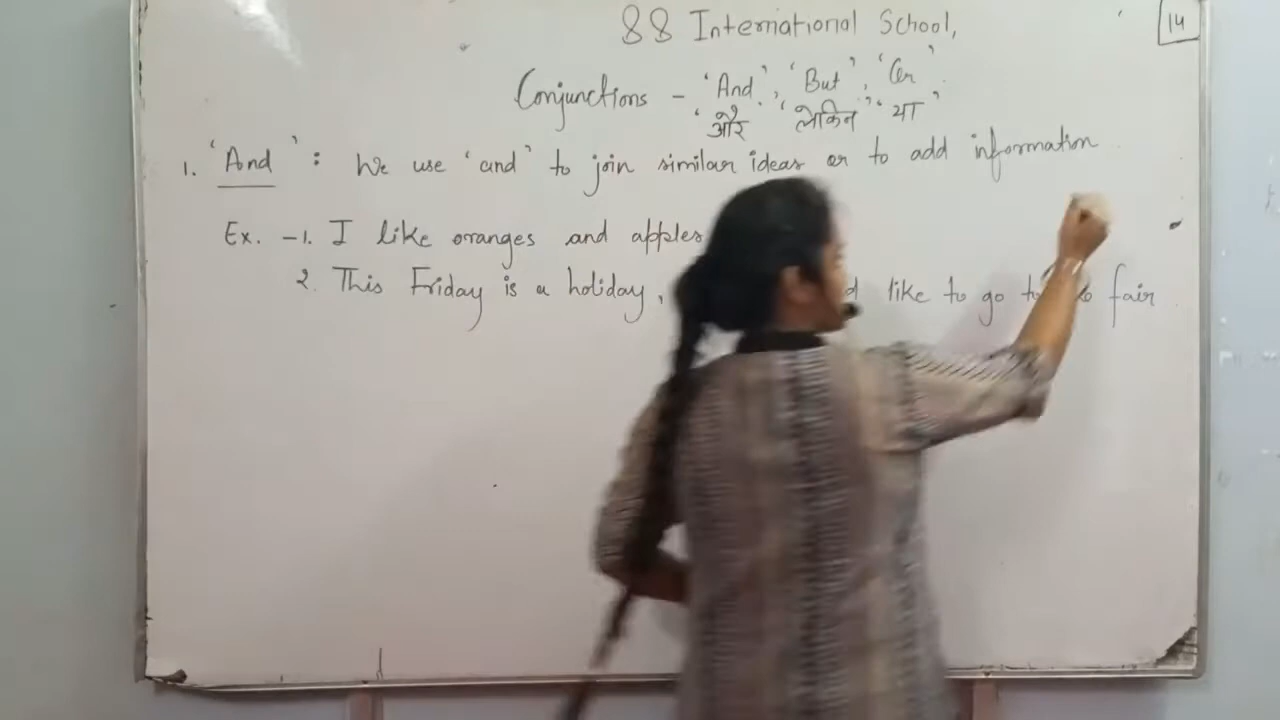 88 International School,
14
Conjunctions - 'And', 'But', 'Or'
'और' 'लेकिन' 'या'
1. 'And' : We use 'and' to join similar ideas or to add information
Ex. -1. I like oranges and apples
2. This Friday is a holiday, like to go to fair